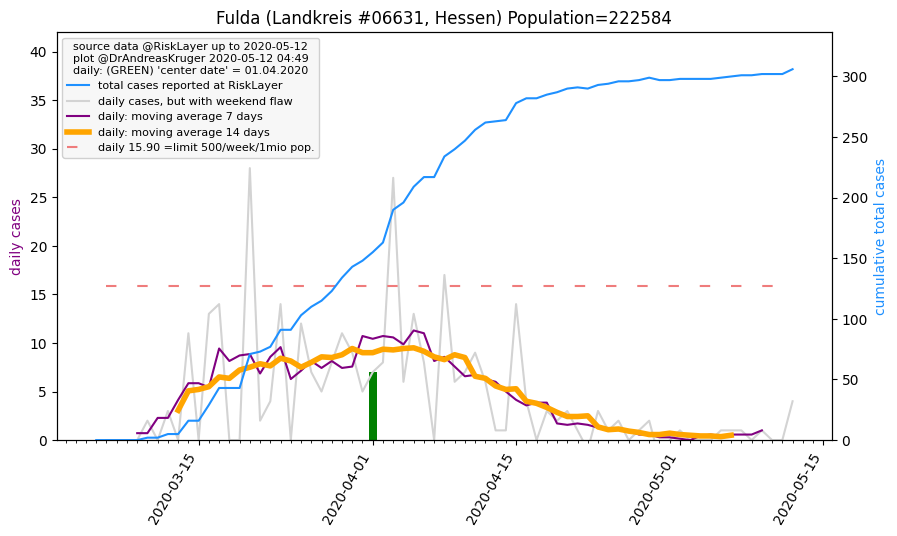 Fulda (Landkreis #06631, Hessen) Population=222584
source data @RiskLayer up to 2020-05-12
plot @DrAndreasKruger 2020-05-12 04:49
daily: (GREEN) 'center date' = 01.04.2020
total cases reported at RiskLayer
daily cases, but with weekend flaw
daily: moving average 7 days
daily: moving average 14 days
daily 15.90 =limit 500/week/1mio pop.
daily cases
40
35
30
25
20
15
10
5
0
cumulative total cases
300
250
200
150
100
50
0
2020-03-15
2020-04-01
2020-04-15
2020-05-01
2020-05-15